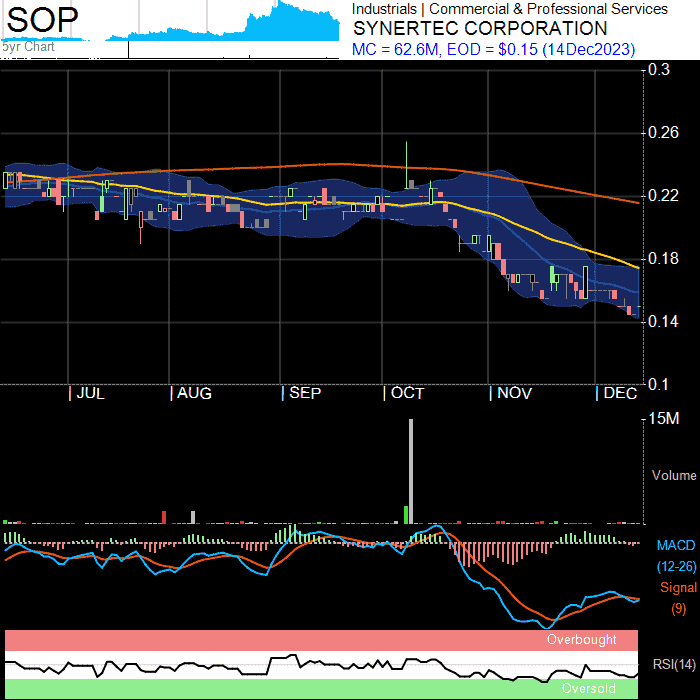 SOP
5yr Chart
Industrials | Commercial & Professional Services
SYNERTEC CORPORATION
MC = 62.6M, EOD = $0.15 (14Dec2023)
0.3
0.26
0.22
0.18
0.14
0.1
JUL AUG SEP OCT NOV DEC
15M
Volume
MACD
(12-26)
Signal
(9)
Overbought
RSI(14)
Oversold